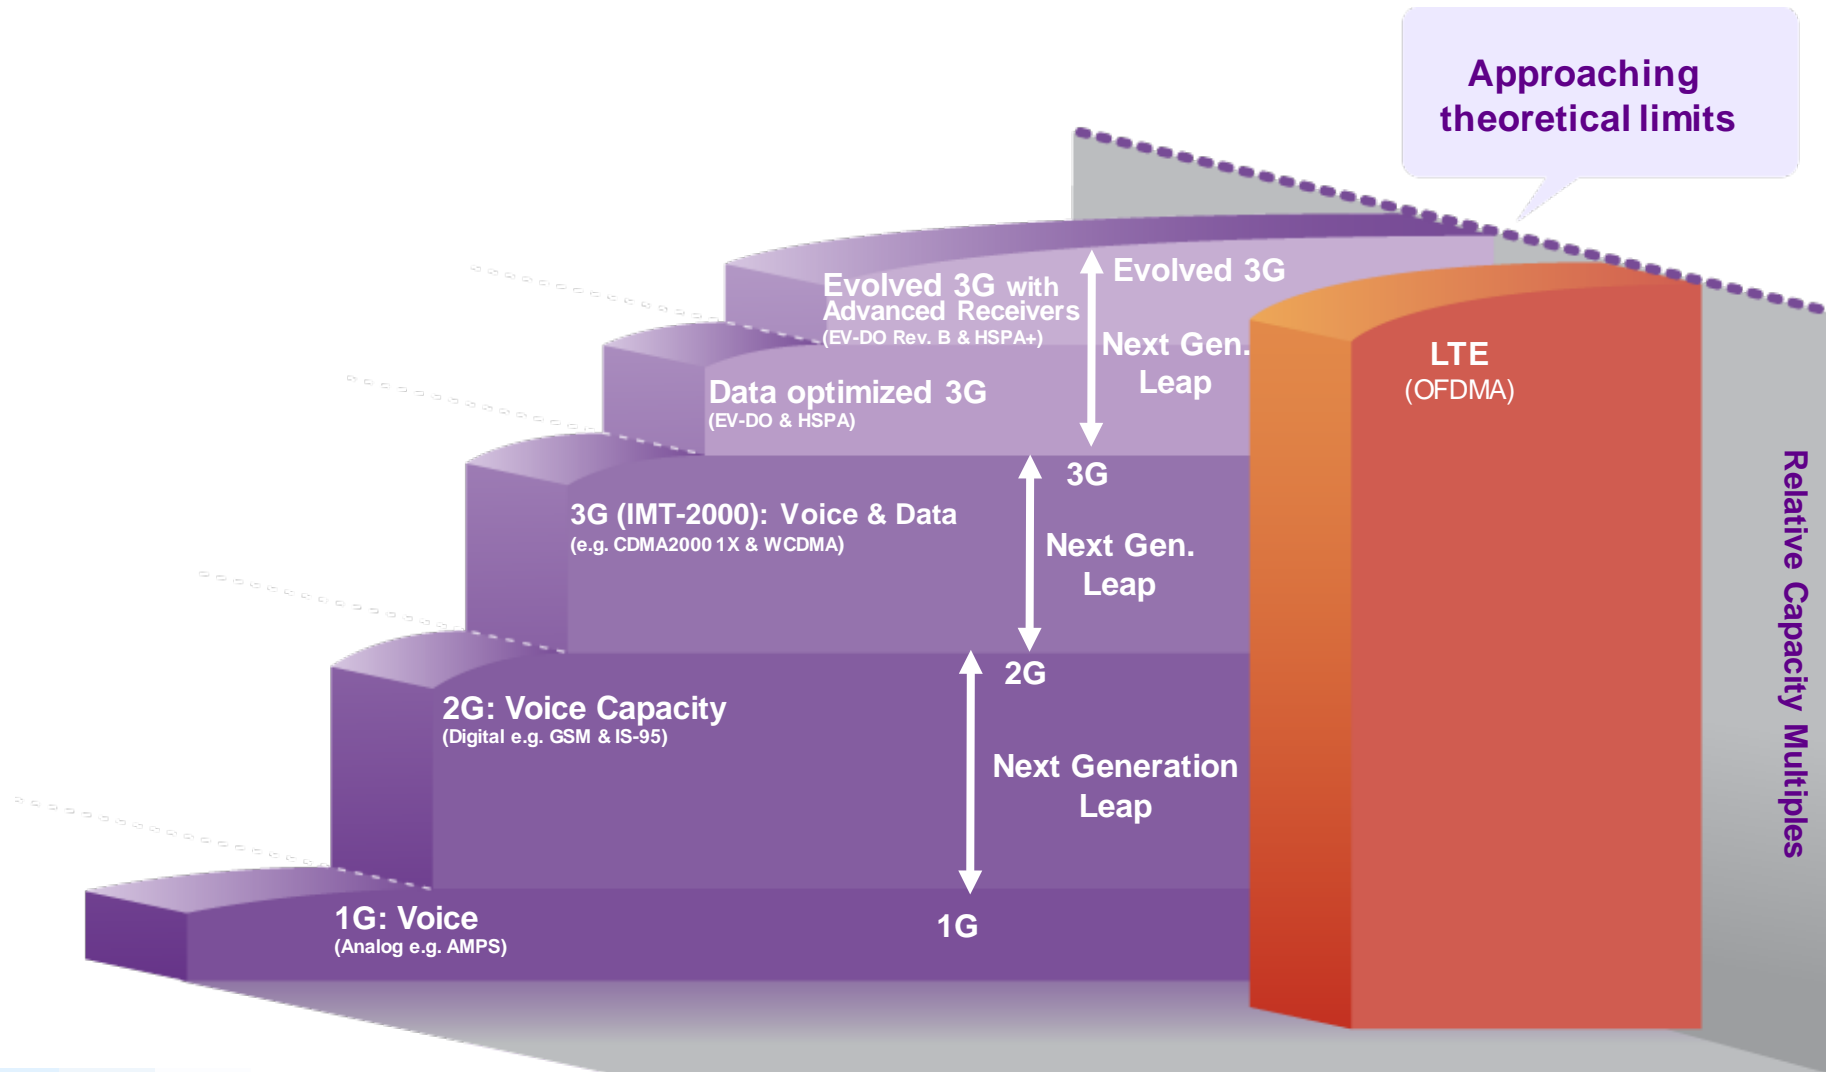 Approaching
theoretical limits
Evolved 3G with
Advanced Receivers
(EV-DO Rev. B & HSPA+)
Evolved 3G
Next Gen.
Leap
LTE
(OFDMA)
Data optimized 3G
(EV-DO & HSPA)
3G
3G (IMT-2000): Voice & Data
(e.g. CDMA2000 1X & WCDMA)
Next Gen.
Leap
2G
2G: Voice Capacity
(Digital e.g. GSM & IS-95)
Next Generation
Leap
1G: Voice
(Analog e.g. AMPS)
1G
Relative Capacity Multiples